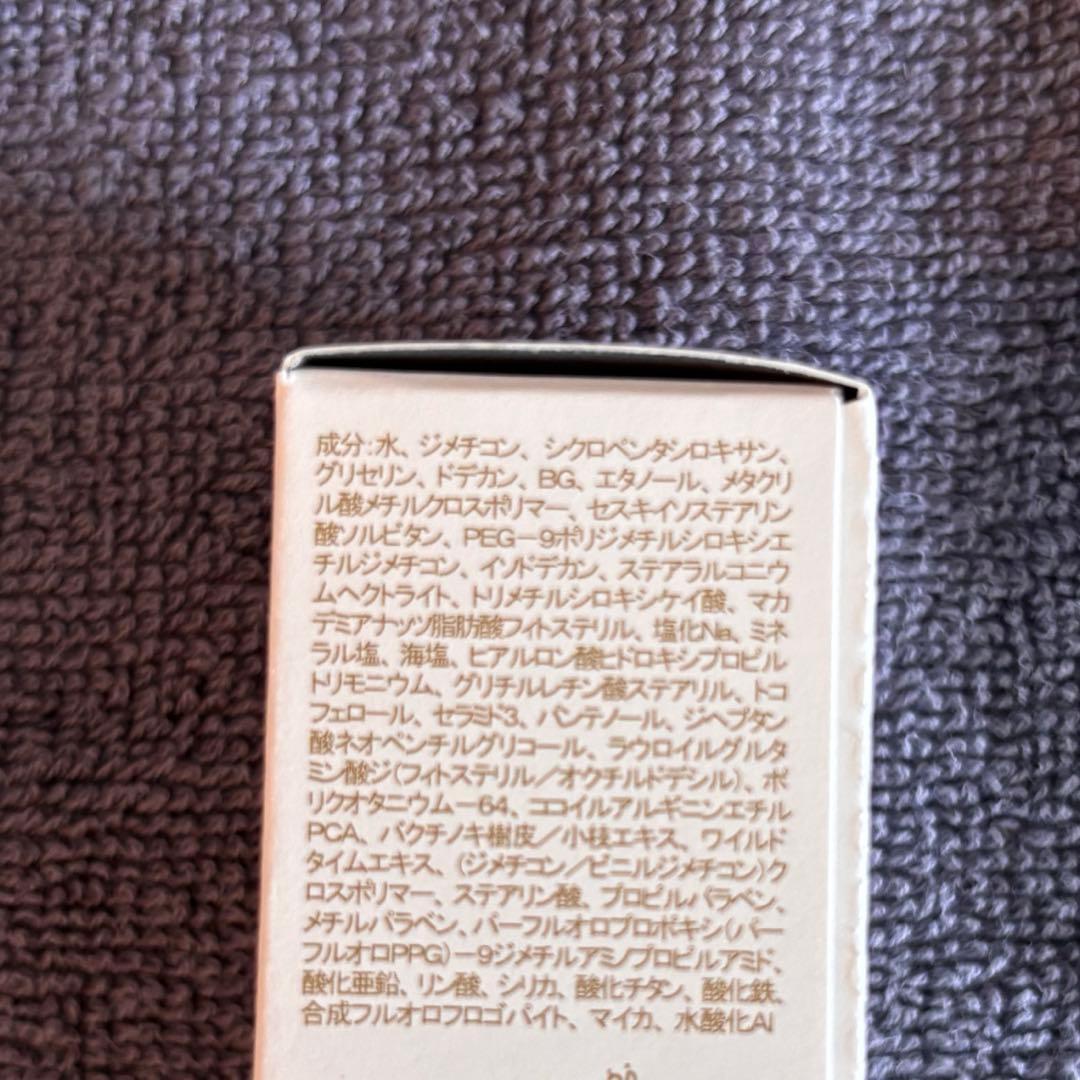 成分:水、ジメチコン、シクロペンタシロキサン、
グリセリン、ドデカン、BG、エタノール、メタクリ
ル酸メチルクロスポリマー、セスキイソステアリン
酸ソルビタン、PEG－9ポリジメチルシロキシエ
チルジメチコン、イソドデカン、ステアラルコニウ
ムヘクトライト、トリメチルシロキシケイ酸、マカ
デミアナッツ脂肪酸フィトステリル、塩化Na、ミネ
ラル塩、海塩、ヒアルロン酸ヒドロキシプロピル
トリモニウム、グリチルレチン酸ステアリル、トコ
フェロール、セラミド3、パンテノール、ジヘプタン
酸ネオペンチルグリコール、ラウロイルグルタ
ミン酸ジ(フィトステリル／オクチルドデシル)、ポ
リクオタニウム－64、ココイルアルギニンエチル
PCA、バクチノキ樹皮／小枝エキス、ワイルド
タイムエキス、(ジメチコン／ビニルジメチコン)ク
ロスポリマー、ステアリン酸、プロピルパラベン、
メチルパラベン、パーフルオロプロポキシ(パー
フルオロPPG)－9ジメチルアミノプロピルアミド、
酸化亜鉛、リン酸、シリカ、酸化チタン、酸化鉄、
合成フルオロフロゴパイト、マイカ、水酸化Al